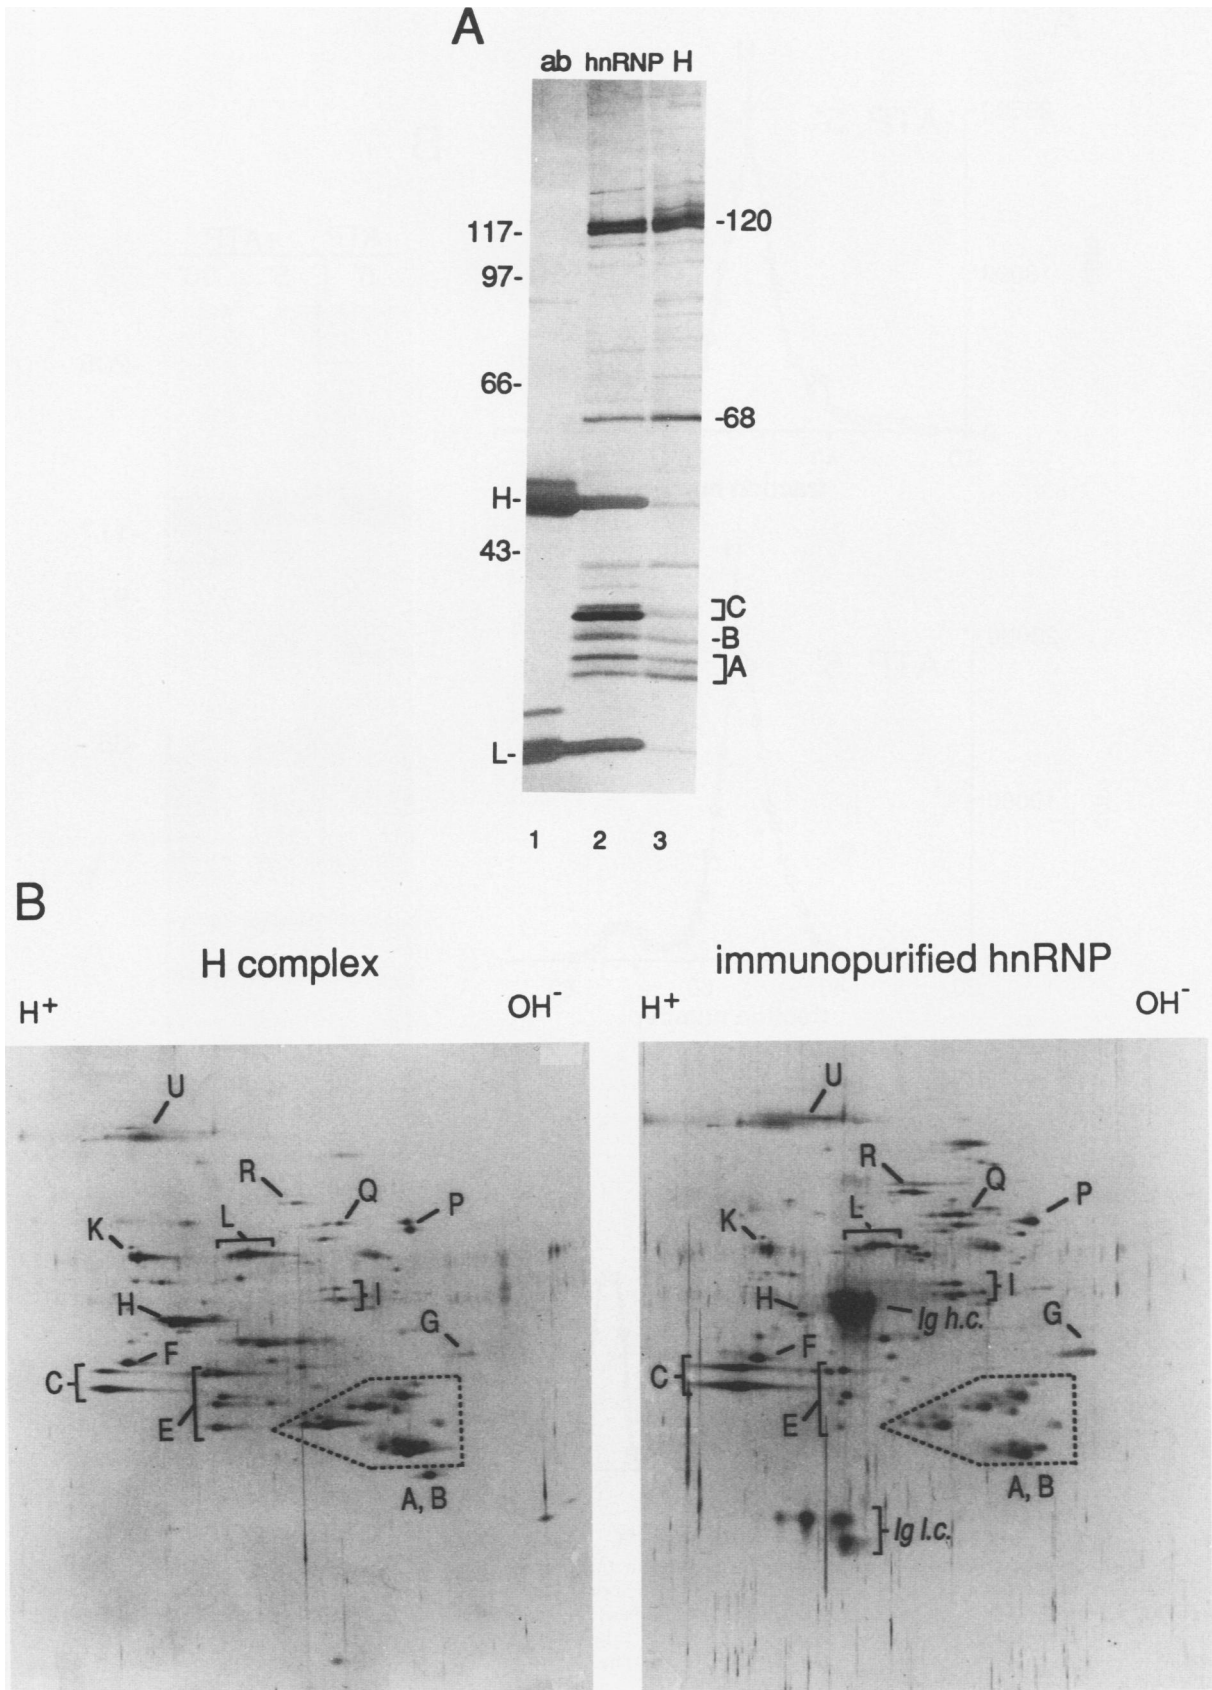 A
ab hnRNP H
117- -120
97-
66-
-68
H-
43-
]C
-B
]A
L-
1 2 3
B
H complex immunopurified hnRNP
H+ OH- H+ OH-
U U
R Q P R Q P
K L K L
I I
H G H Ig h.c. G
F F
C C
E E
A, B A, B
Ig l.c.